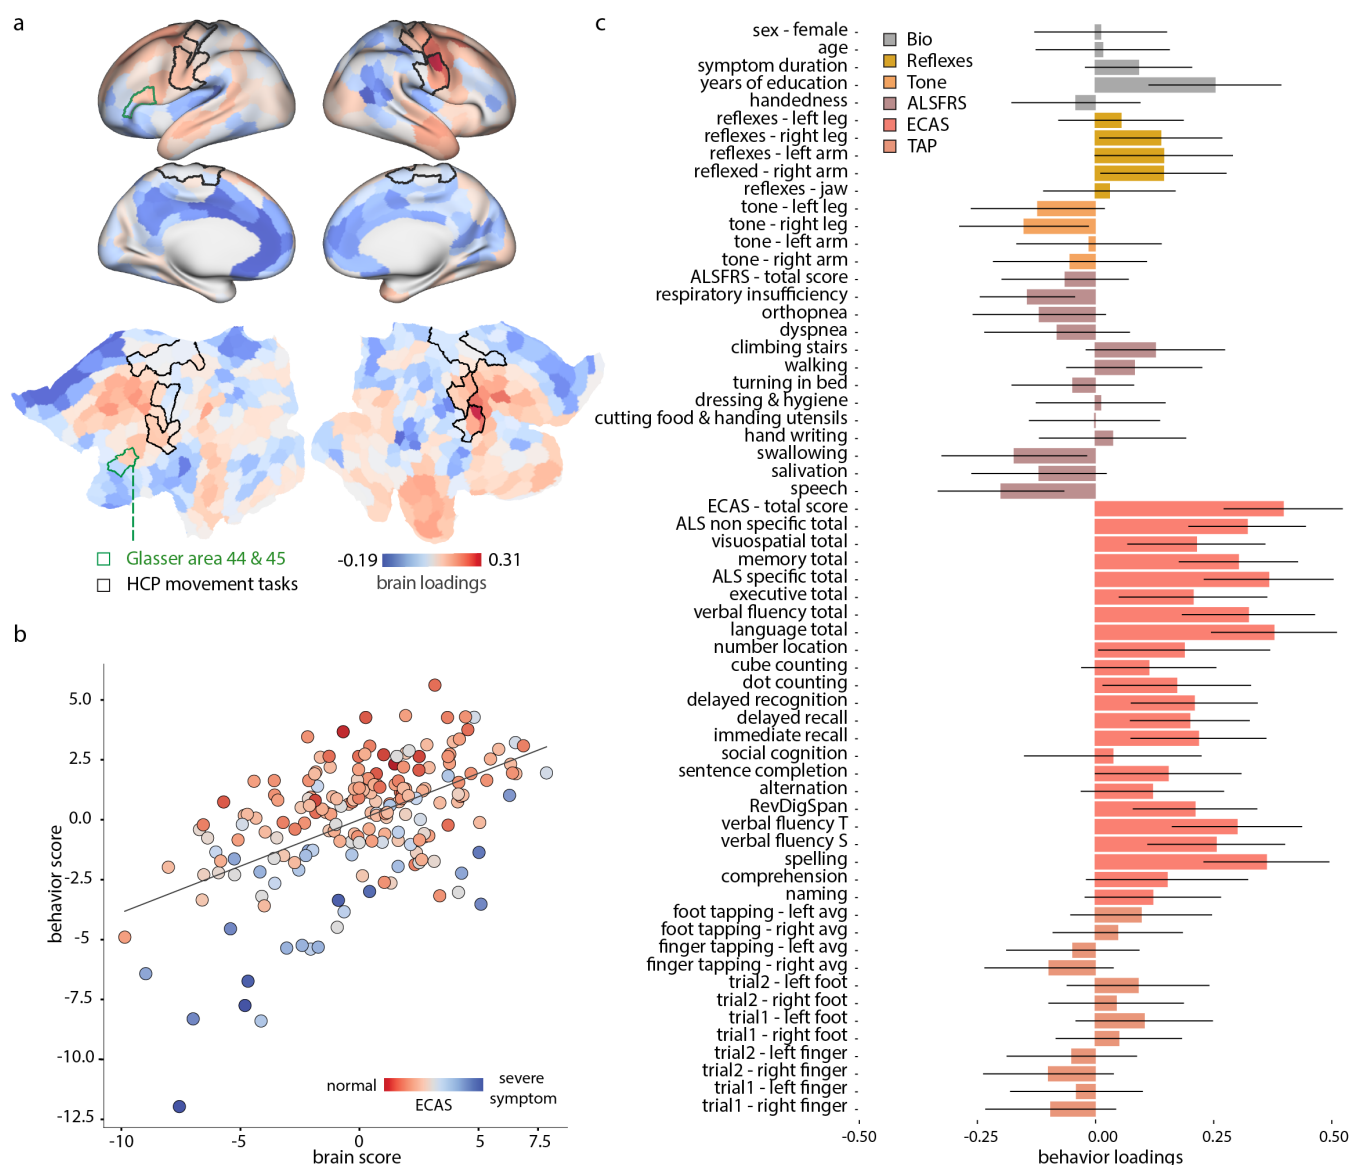 a
Glasser area 44 & 45
HCP movement tasks
-0.19
0.31
brain loadings
b
behavior score
5.0
2.5
0.0
-2.5
-5
-7.5
-10.0
-12.5
normal
severe
symptom
ECAS
-10
-5
0
5
7.5
brain score
c
sex - female
age
symptom duration
years of education
handedness
reflexes - left leg
reflexes - right leg
reflexes - left arm
reflexed - right arm
reflexes - jaw
tone - left leg
tone - right leg
tone - left arm
tone - right arm
ALSFRS - total score
respiratory insufficiency
orthopnea
dyspnea
climbing stairs
walking
turning in bed
dressing & hygiene
cutting food & handing utensils
hand writing
swallowing
salivation
speech
ECAS - total score
ALS non specific total
visuospatial total
memory total
ALS specific total
executive total
verbal fluency total
language total
number location
cube counting
dot counting
delayed recognition
delayed recall
immediate recall
social cognition
sentence completion
alternation
RevDigSpan
verbal fluency T
verbal fluency S
spelling
comprehension
naming
foot tapping - left avg
foot tapping - right avg
finger tapping - left avg
finger tapping - right avg
trial2 - left foot
trial2 - right foot
trial1 - left foot
trial1 - right foot
trial2 - left finger
trial2 - right finger
trial1 - left finger
trial1 - right finger
Bio
Reflexes
Tone
ALSFRS
ECAS
TAP
-0.50
-0.25
0.00
0.25
0.50
behavior loadings